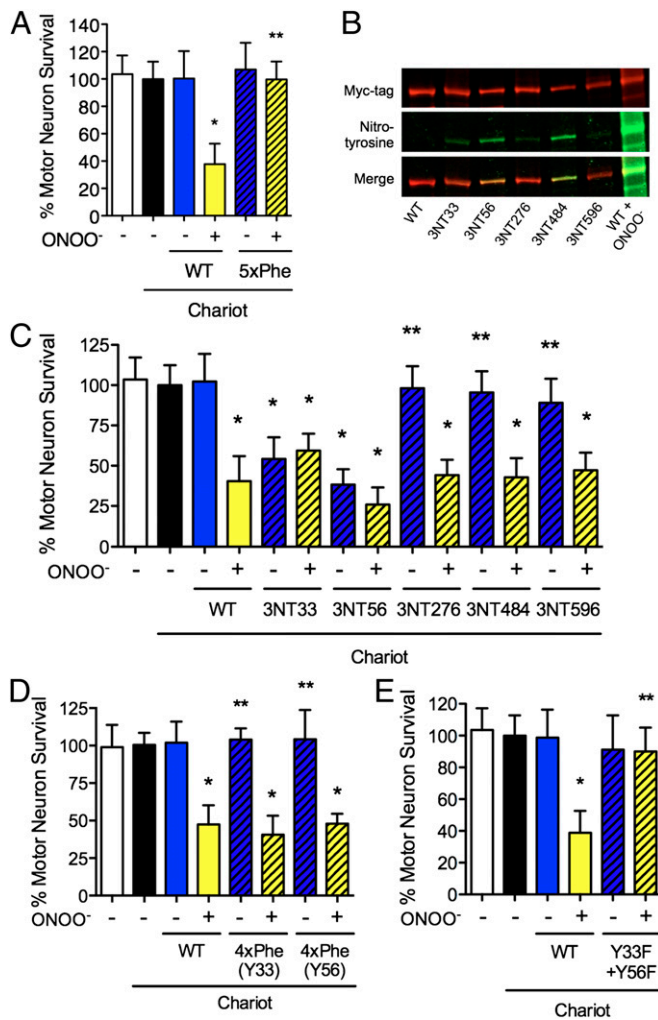 A
% Motor Neuron Survival
140
120
100
80
60
40
20
0
*
**
ONOO⁻ - - - + - +
WT 5xPhe
Chariot
B
Myc-tag
Nitro-
tyrosine
Merge
WT 3NT33 3NT56 3NT276 3NT484 3NT596 WT + ONOO⁻
C
% Motor Neuron Survival
125
100
75
50
25
0
* * * * * ** * ** * ** *
ONOO⁻ - - - + - + - + - + - + - +
WT 3NT33 3NT56 3NT276 3NT484 3NT596
Chariot
D
% Motor Neuron Survival
125
100
75
50
25
0
* ** * ** *
ONOO⁻ - - - + - + - +
WT 4xPhe 4xPhe
(Y33) (Y56)
Chariot
E
% Motor Neuron Survival
120
100
80
60
40
20
0
* **
ONOO⁻ - - - + - +
WT Y33F
+Y56F
Chariot